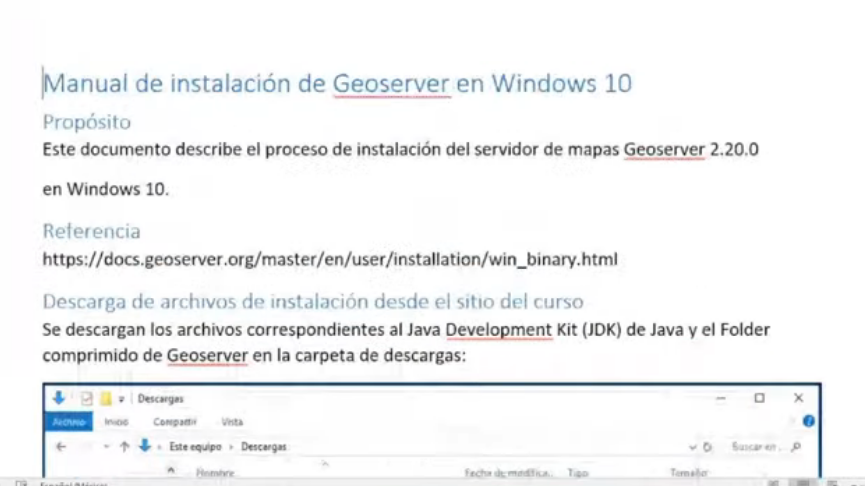 Manual de instalación de Geoserver en Windows 10
Propósito
Este documento describe el proceso de instalación del servidor de mapas Geoserver 2.20.0
en Windows 10.
Referencia
https://docs.geoserver.org/master/en/user/installation/win_binary.html
Descarga de archivos de instalación desde el sitio del curso
Se descargan los archivos correspondientes al Java Development Kit (JDK) de Java y el Folder
comprimido de Geoserver en la carpeta de descargas:
Descargas
Archivo Inicio Compartir Vista
Este equipo › Descargas Buscar en
Nombre Fecha de modifica... Tipo Tamaño